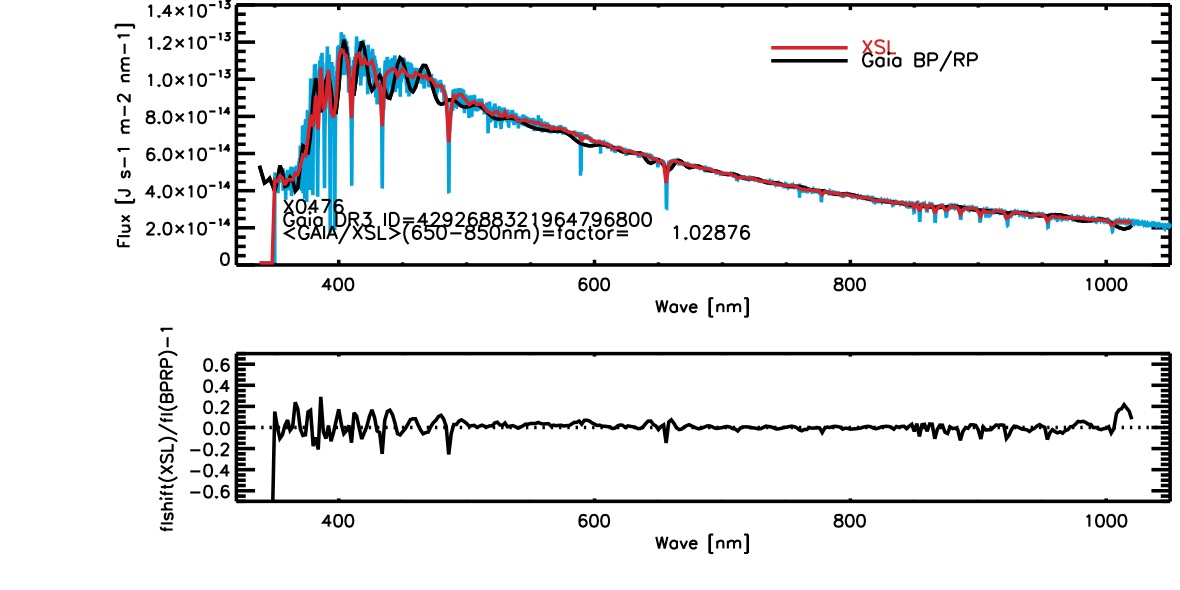 1.4×10−13
1.2×10−13
1.0×10−13
8.0×10−14
6.0×10−14
4.0×10−14
2.0×10−14
0
Flux [J s−1 m−2 nm−1]
XSL
Gaia BP/RP
X0476
Gaia DR3 ID=4292688321964796800
<GAIA/XSL>(650−850nm)=factor= 1.02876
400 600 800 1000
Wave [nm]
0.6
0.4
0.2
0.0
−0.2
−0.4
−0.6
flshift(XSL)/fl(BPRP)−1
400 600 800 1000
Wave [nm]